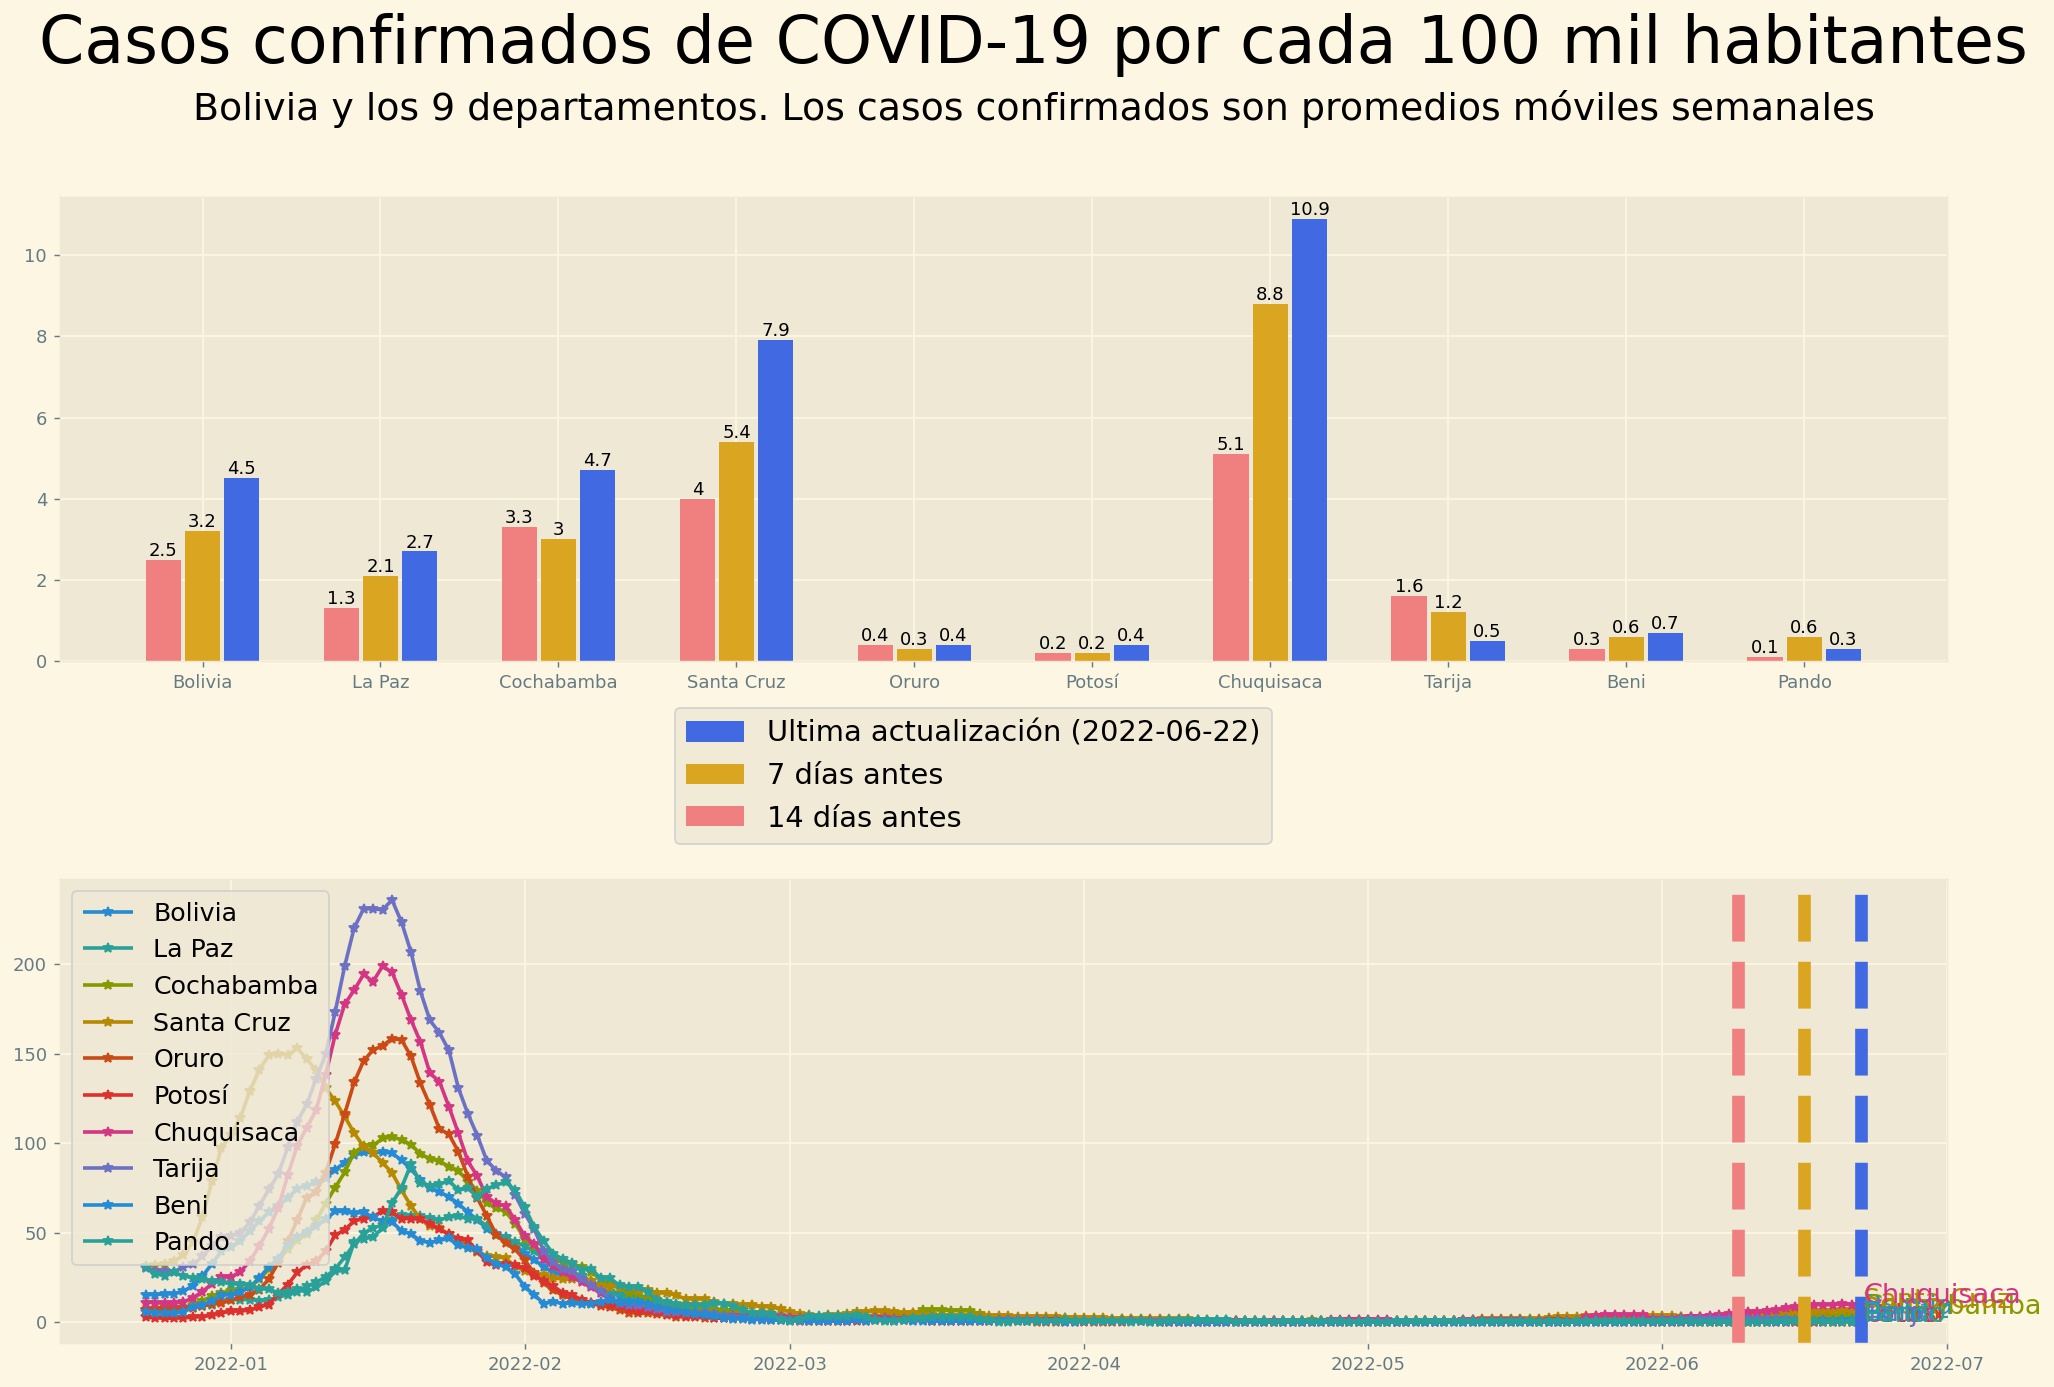 Casos confirmados de COVID-19 por cada 100 mil habitantes
Bolivia y los 9 departamentos. Los casos confirmados son promedios móviles semanales
10.9
10
8.8
8
7.9
6
5.4
5.1
4.5
4.7
4
4
3.3
3.2
3
2.5
2.7
2.1
2
1.3
1.6
1.2
0.4 0.3 0.4
0.2 0.2 0.4
0.5
0.3 0.6 0.7
0.1 0.6 0.3
0
Bolivia La Paz Cochabamba Santa Cruz Oruro Potosí Chuquisaca Tarija Beni Pando
Ultima actualización (2022-06-22)
7 días antes
14 días antes
Bolivia
La Paz
Cochabamba
Santa Cruz
Oruro
Potosí
Chuquisaca
Tarija
Beni
Pando
200
150
100
50
0
Chuquisaca
2022-01 2022-02 2022-03 2022-04 2022-05 2022-06 2022-07